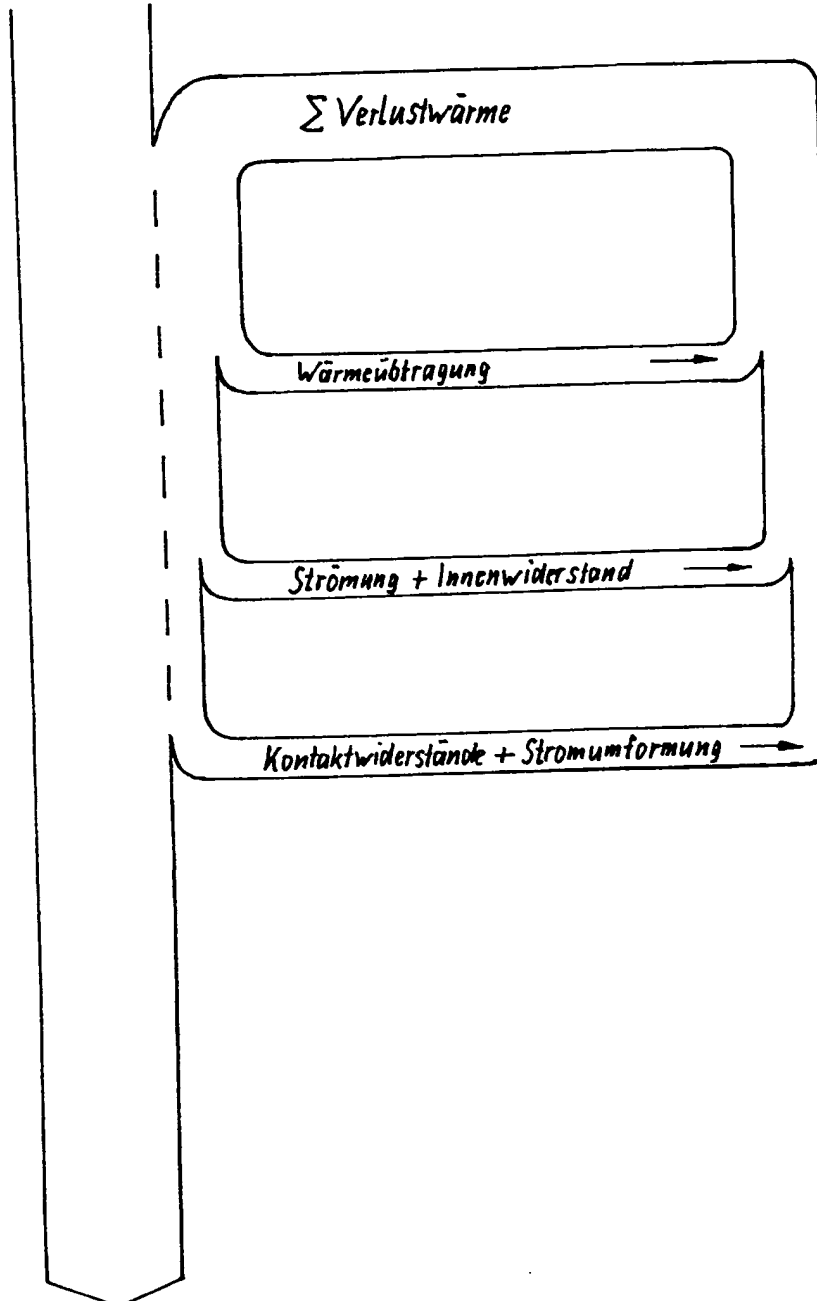 Σ Verlustwärme
Wärmeübtragung
Strömung + Innenwiderstand
Kontaktwiderstände + Stromumformung